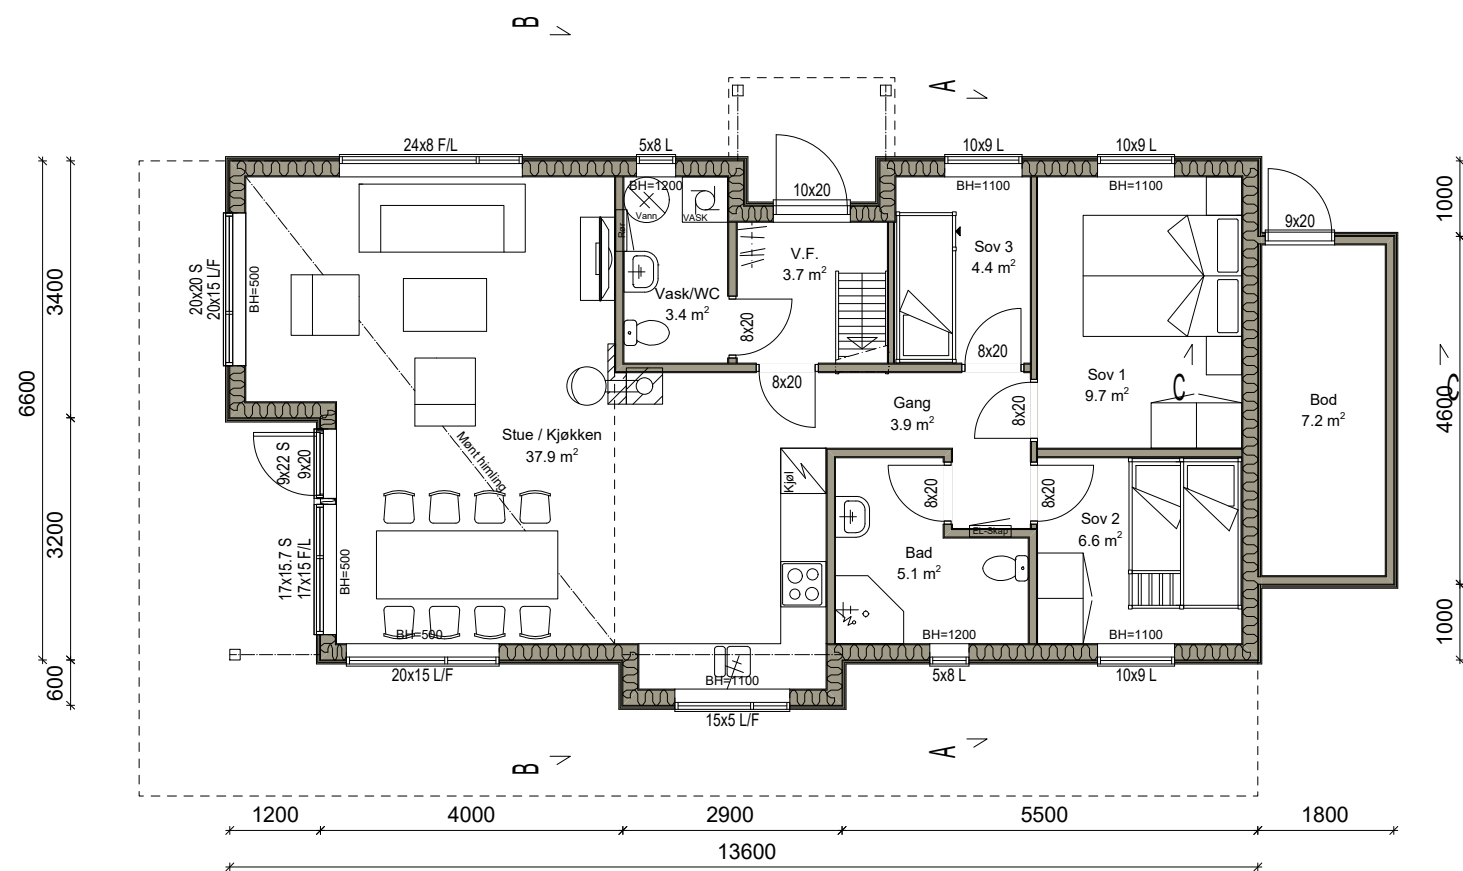 B
A
24x8 F/L
5x8 L
10x9 L
10x9 L
BH=1200
10x20
BH=1100
BH=1100
1000
Vann
VASK
Rør
9x20
20x20 S
20x15 L/F
BH=500
V.F.
3.7 m²
Sov 3
4.4 m²
3400
Vask/WC
3.4 m²
8x20
8x20
8x20
6600
Sov 1
9.7 m²
C
C
4600
Gang
3.9 m²
8x20
Bod
7.2 m²
Stue / Kjøkken
37.9 m²
Mønt himling
9x22 S
9x20
Kjøl
8x20
8x20
3200
Sov 2
6.6 m²
EL-Skap
17x15.7 S
17x15 F/L
BH=500
Bad
5.1 m²
1000
BH=500
BH=1200
BH=1100
20x15 L/F
5x8 L
10x9 L
600
BH=1100
15x5 L/F
B
A
1200
4000
2900
5500
1800
13600